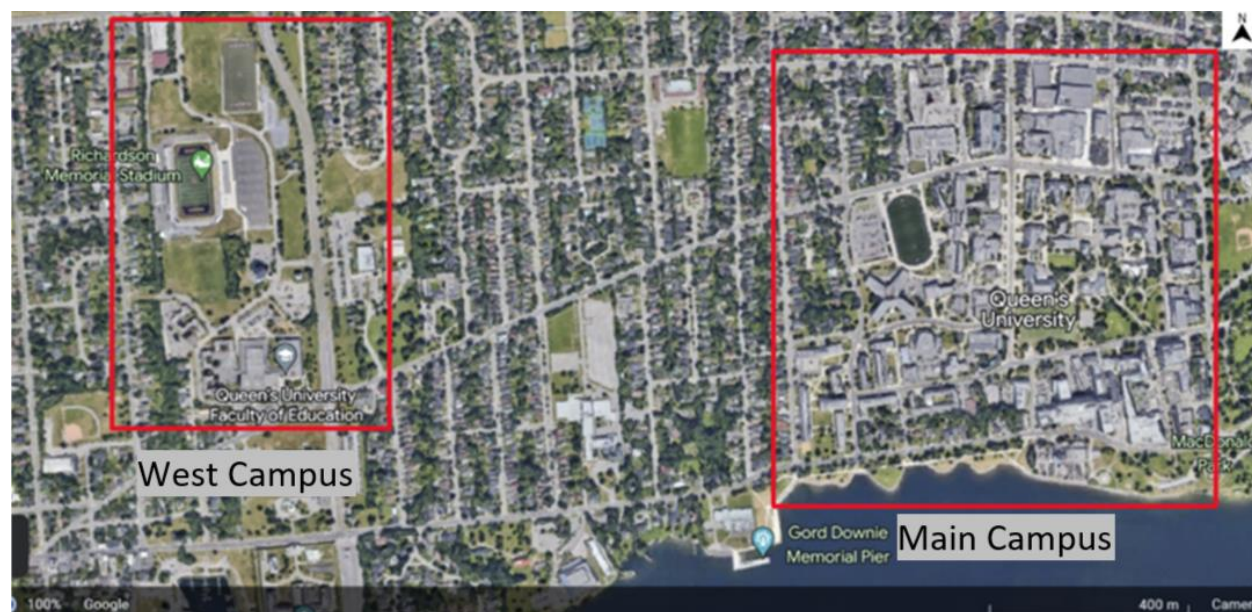 N
Richardson
Memorial Stadium
Queen's
University
Queen's University
Faculty of Education
West Campus
MacDonald
Park
Gord Downie
Memorial Pier
Main Campus
100%
Google
400 m
Camer